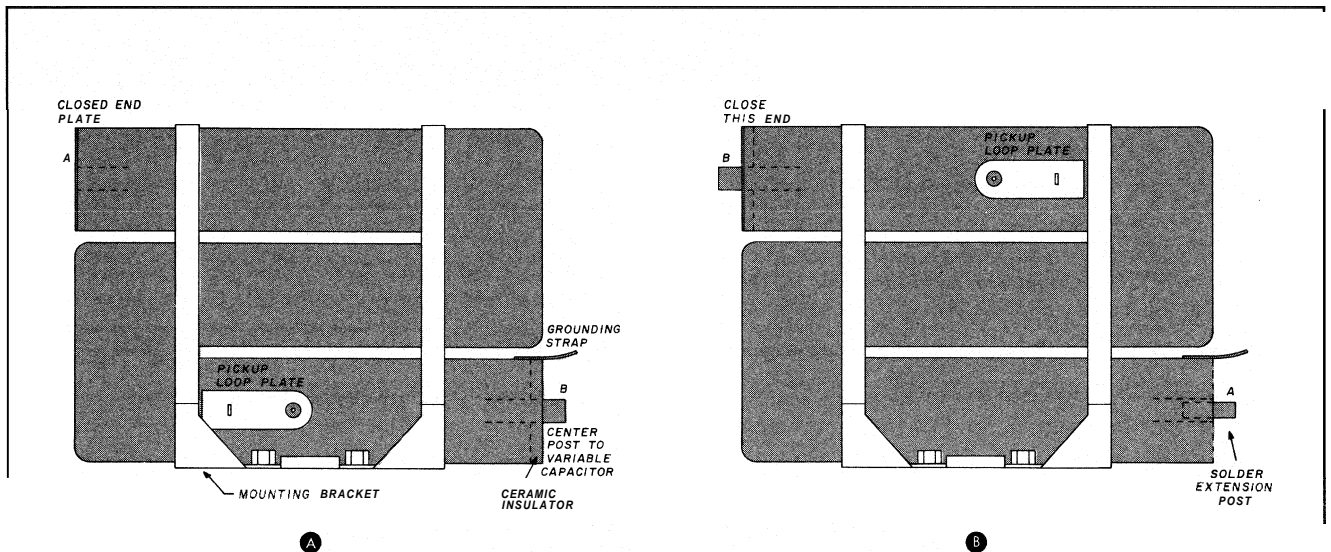 CLOSED END
PLATE
A
PICKUP
LOOP PLATE
GROUNDING
STRAP
B
CENTER
POST TO
VARIABLE
CAPACITOR
CERAMIC
INSULATOR
MOUNTING BRACKET
A
CLOSE
THIS END
B
PICKUP
LOOP PLATE
A
SOLDER
EXTENSION
POST
B